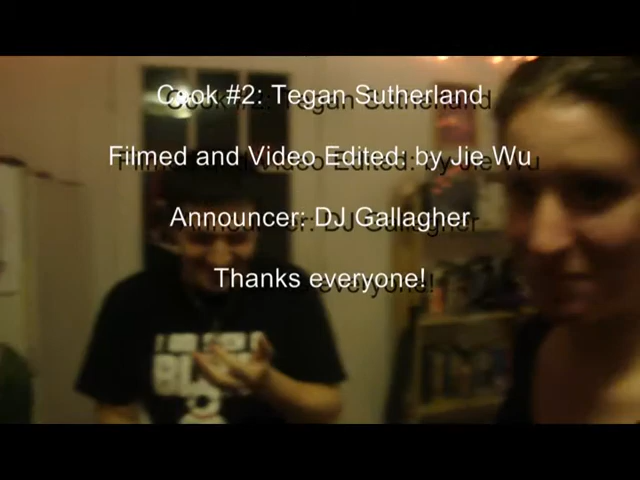 Cook #2: Tegan Sutherland
Filmed and Video Edited: by Jie Wu
Announcer: DJ Gallagher
Thanks everyone!